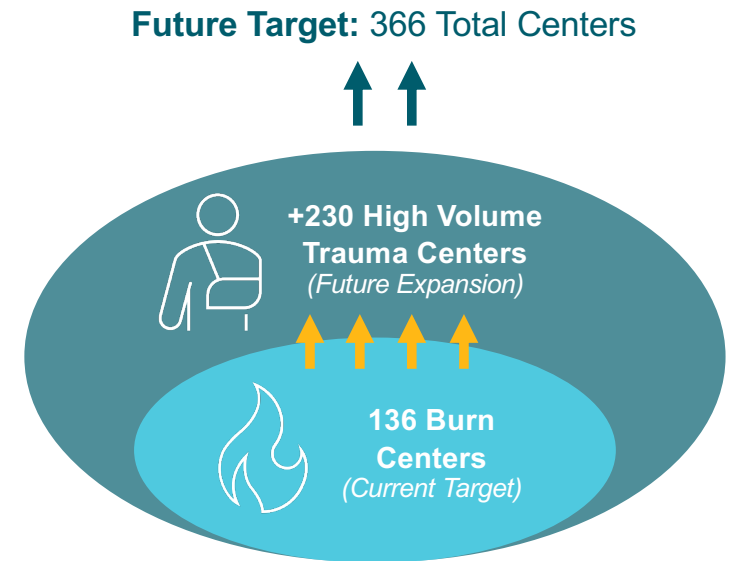 Future Target: 366 Total Centers
+230 High Volume
Trauma Centers
(Future Expansion)
136 Burn
Centers
(Current Target)